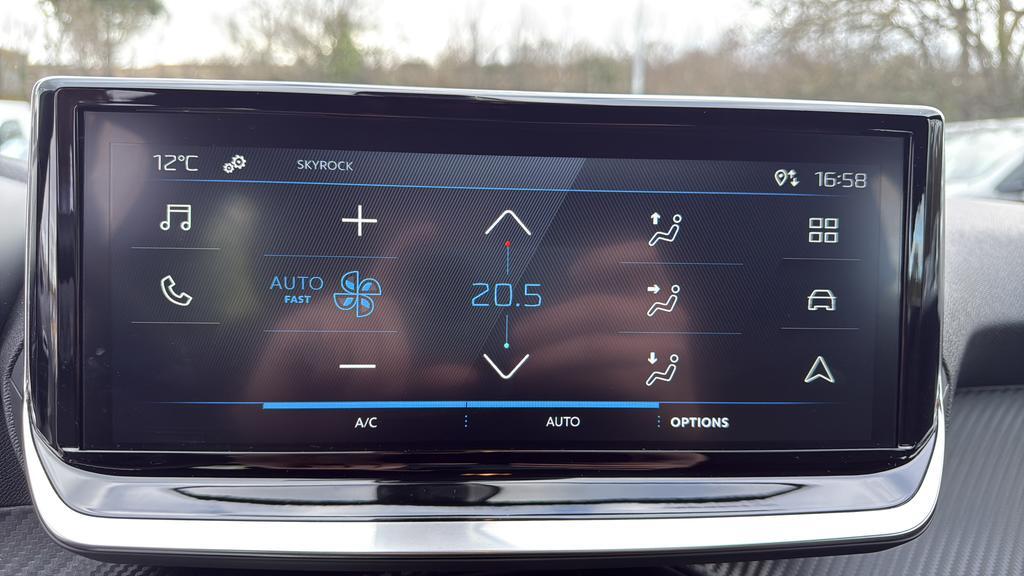 12°C SKYROCK 16:58
AUTO
FAST
20.5
A/C AUTO OPTIONS